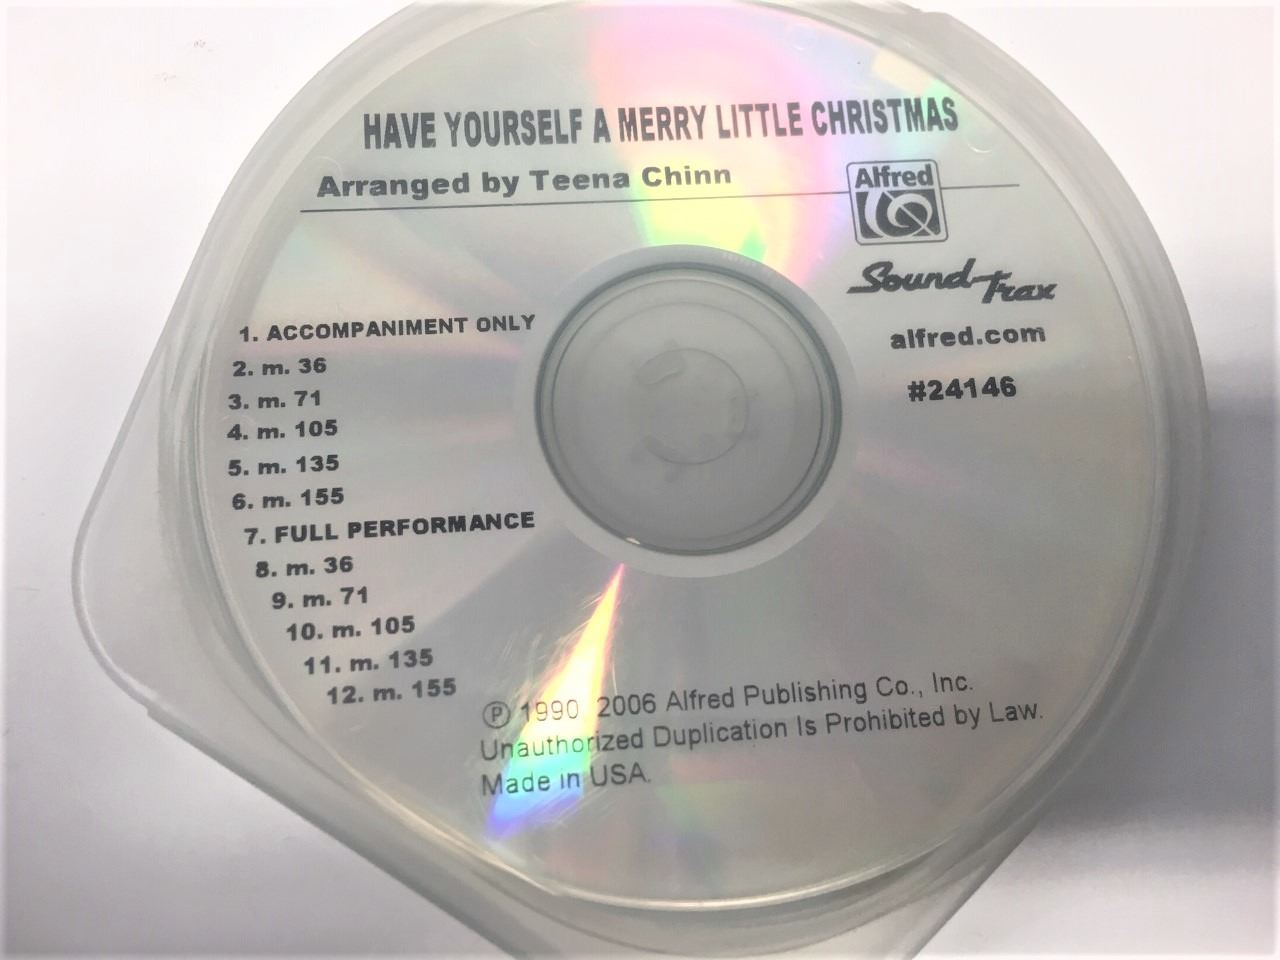 HAVE YOURSELF A MERRY LITTLE CHRISTMAS
Arranged by Teena Chinn
Alfred
Sound Trax
alfred.com
#24146
1. ACCOMPANIMENT ONLY
2. m. 36
3. m. 71
4. m. 105
5. m. 135
6. m. 155
7. FULL PERFORMANCE
8. m. 36
9. m. 71
10. m. 105
11. m. 135
12. m. 155
Ⓟ 1990 2006 Alfred Publishing Co., Inc.
Unauthorized Duplication Is Prohibited by Law.
Made in USA.